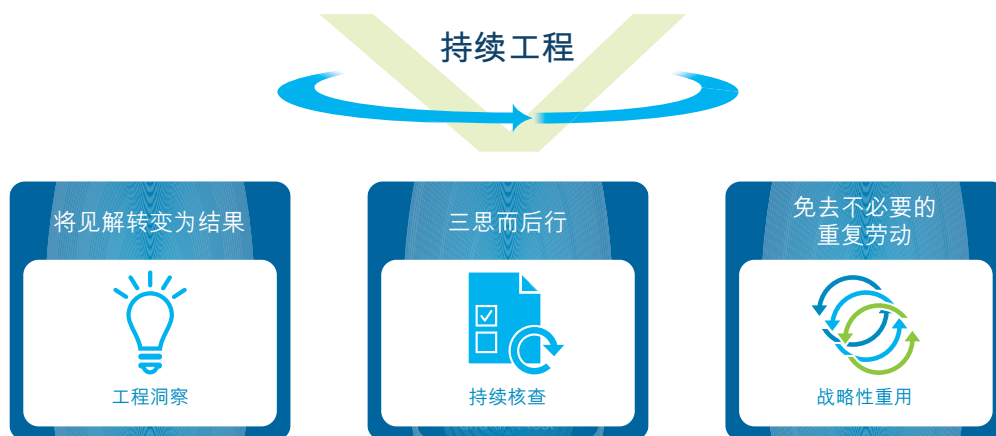 持续工程
将见解转变为结果
工程洞察
三思而后行
持续核查
免去不必要的
重复劳动
战略性重用